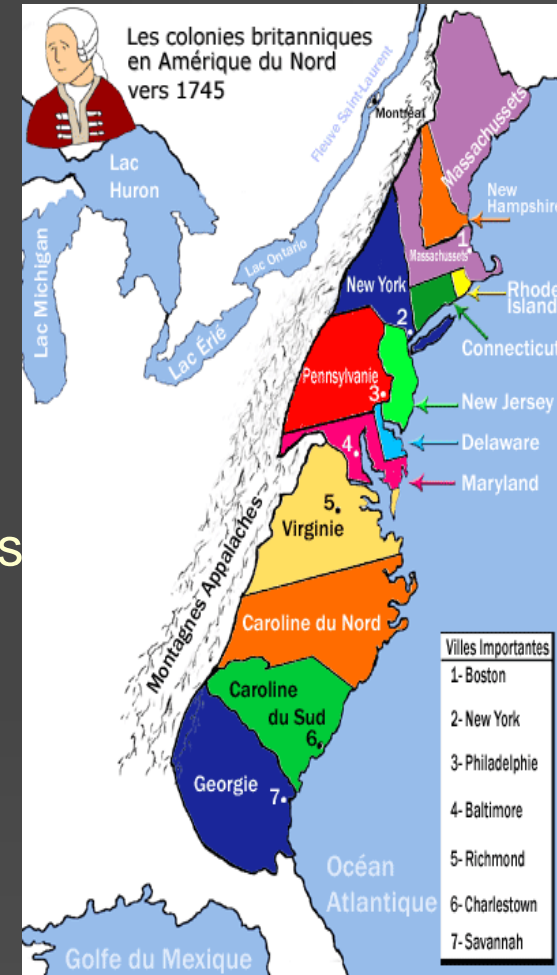 Les colonies britanniques
en Amérique du Nord
vers 1745
Fleuve Saint-Laurent
Montréal
Massachussets
Lac
Huron
New
Hampshire
1
Lac Michigan
Lac Ontario
Massachussets
New York
Rhode
Island
2
Lac Érié
Connecticut
Pennsylvanie
3
New Jersey
4
Delaware
Maryland
s
5
Virginie
Montagnes Appalaches
Caroline du Nord
Villes Importantes
1- Boston
2- New York
3- Philadelphie
4- Baltimore
5- Richmond
6- Charlestown
7- Savannah
Caroline
du Sud
6
Georgie
7
Océan
Atlantique
Golfe du Mexique